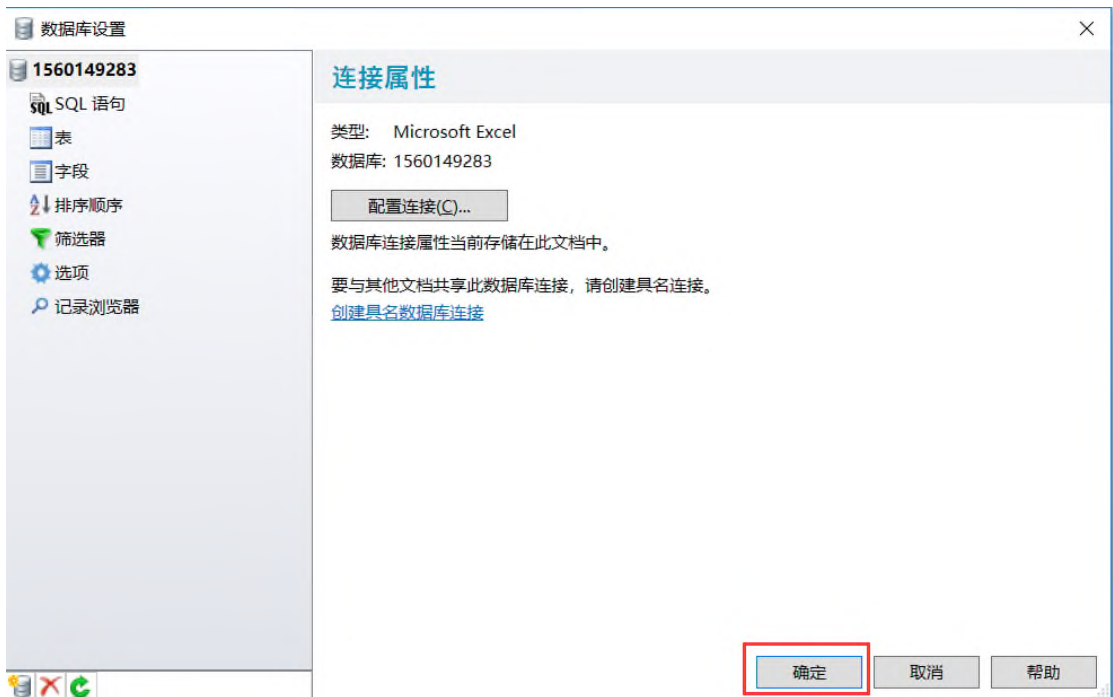 数据库设置
1560149283
SQL SQL 语句
表
字段
A
Z 排序顺序
筛选器
选项
记录浏览器
连接属性
类型: Microsoft Excel
数据库: 1560149283
配置连接(C)...
数据库连接属性当前存储在此文档中。
要与其他文档共享此数据库连接，请创建具名连接。
创建具名数据库连接
确定
取消
帮助